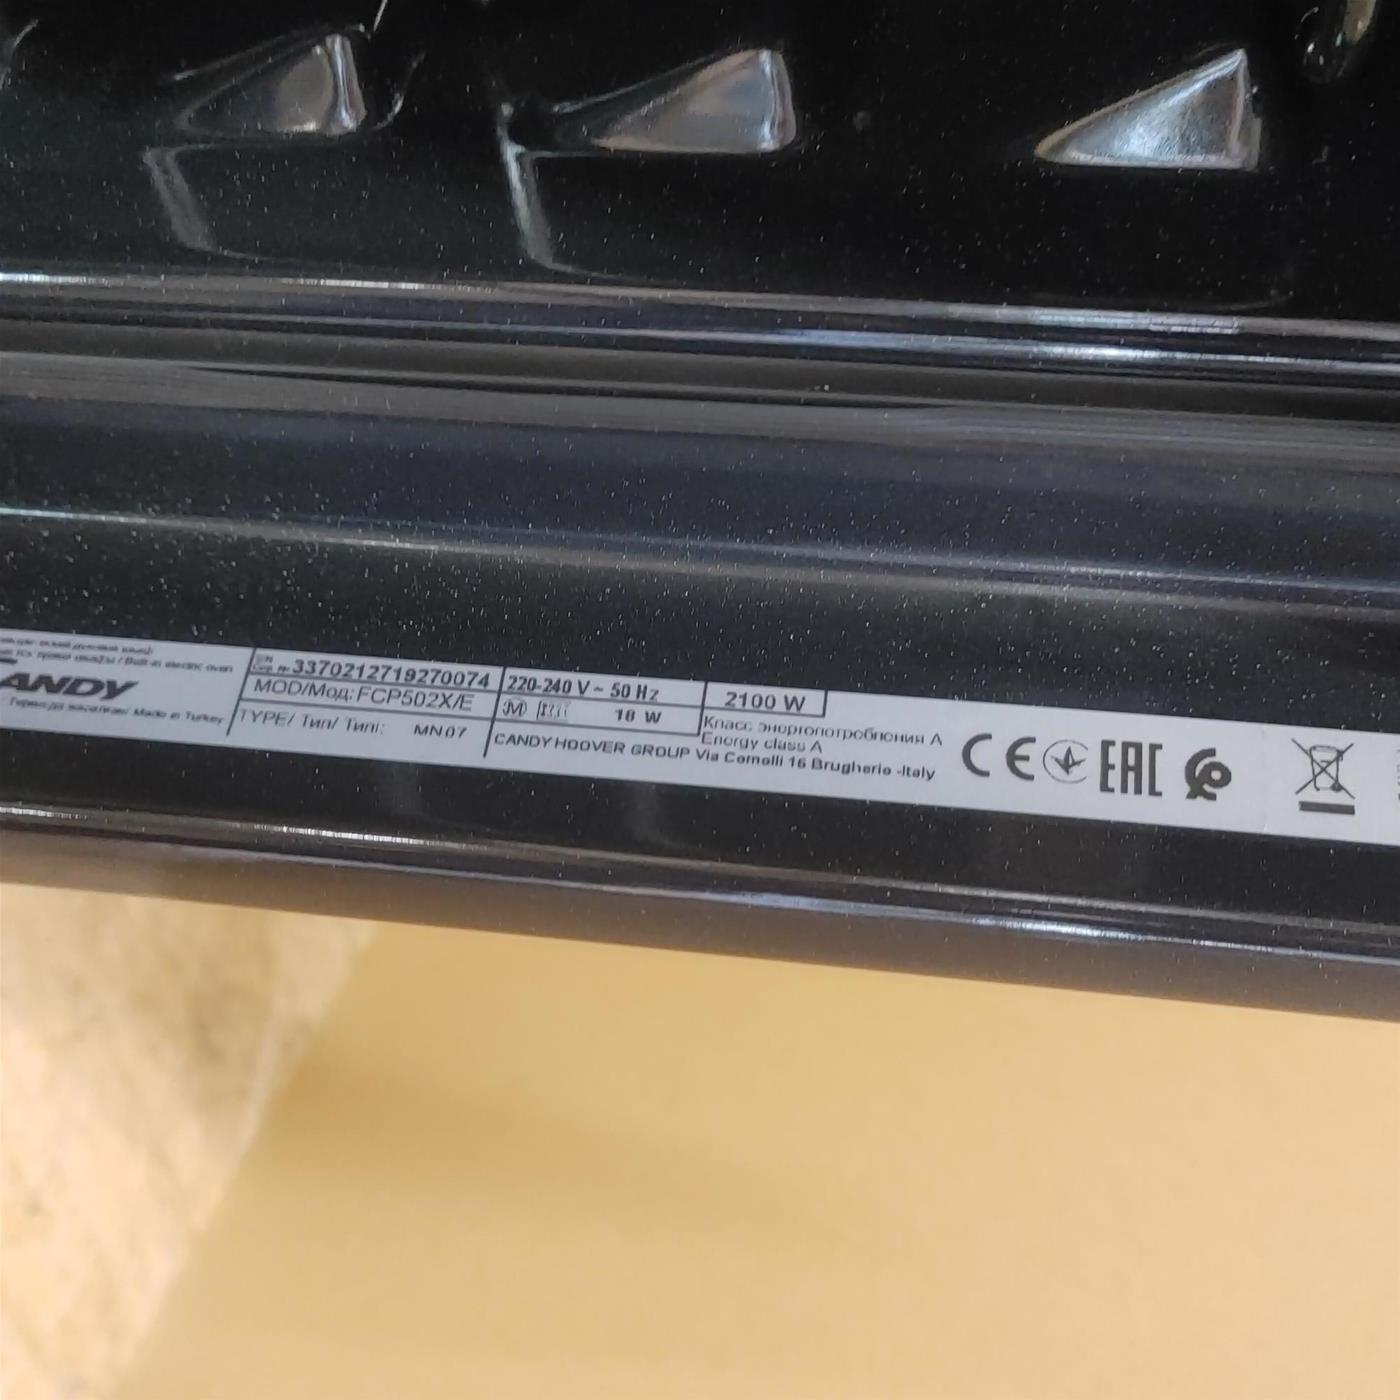 / Built-in electric oven
CANDY
Made in Turkey
S/N 3370212719270074
MOD/Мод: FCP502X/E
TYPE/ Тип/ Типі: MN07
220-240 V ~ 50 Hz
2100 W
M 18 W
Класс энергопотребления A
Energy class A
CANDY HOOVER GROUP Via Comolli 16 Brugherio -Italy
CE EAC